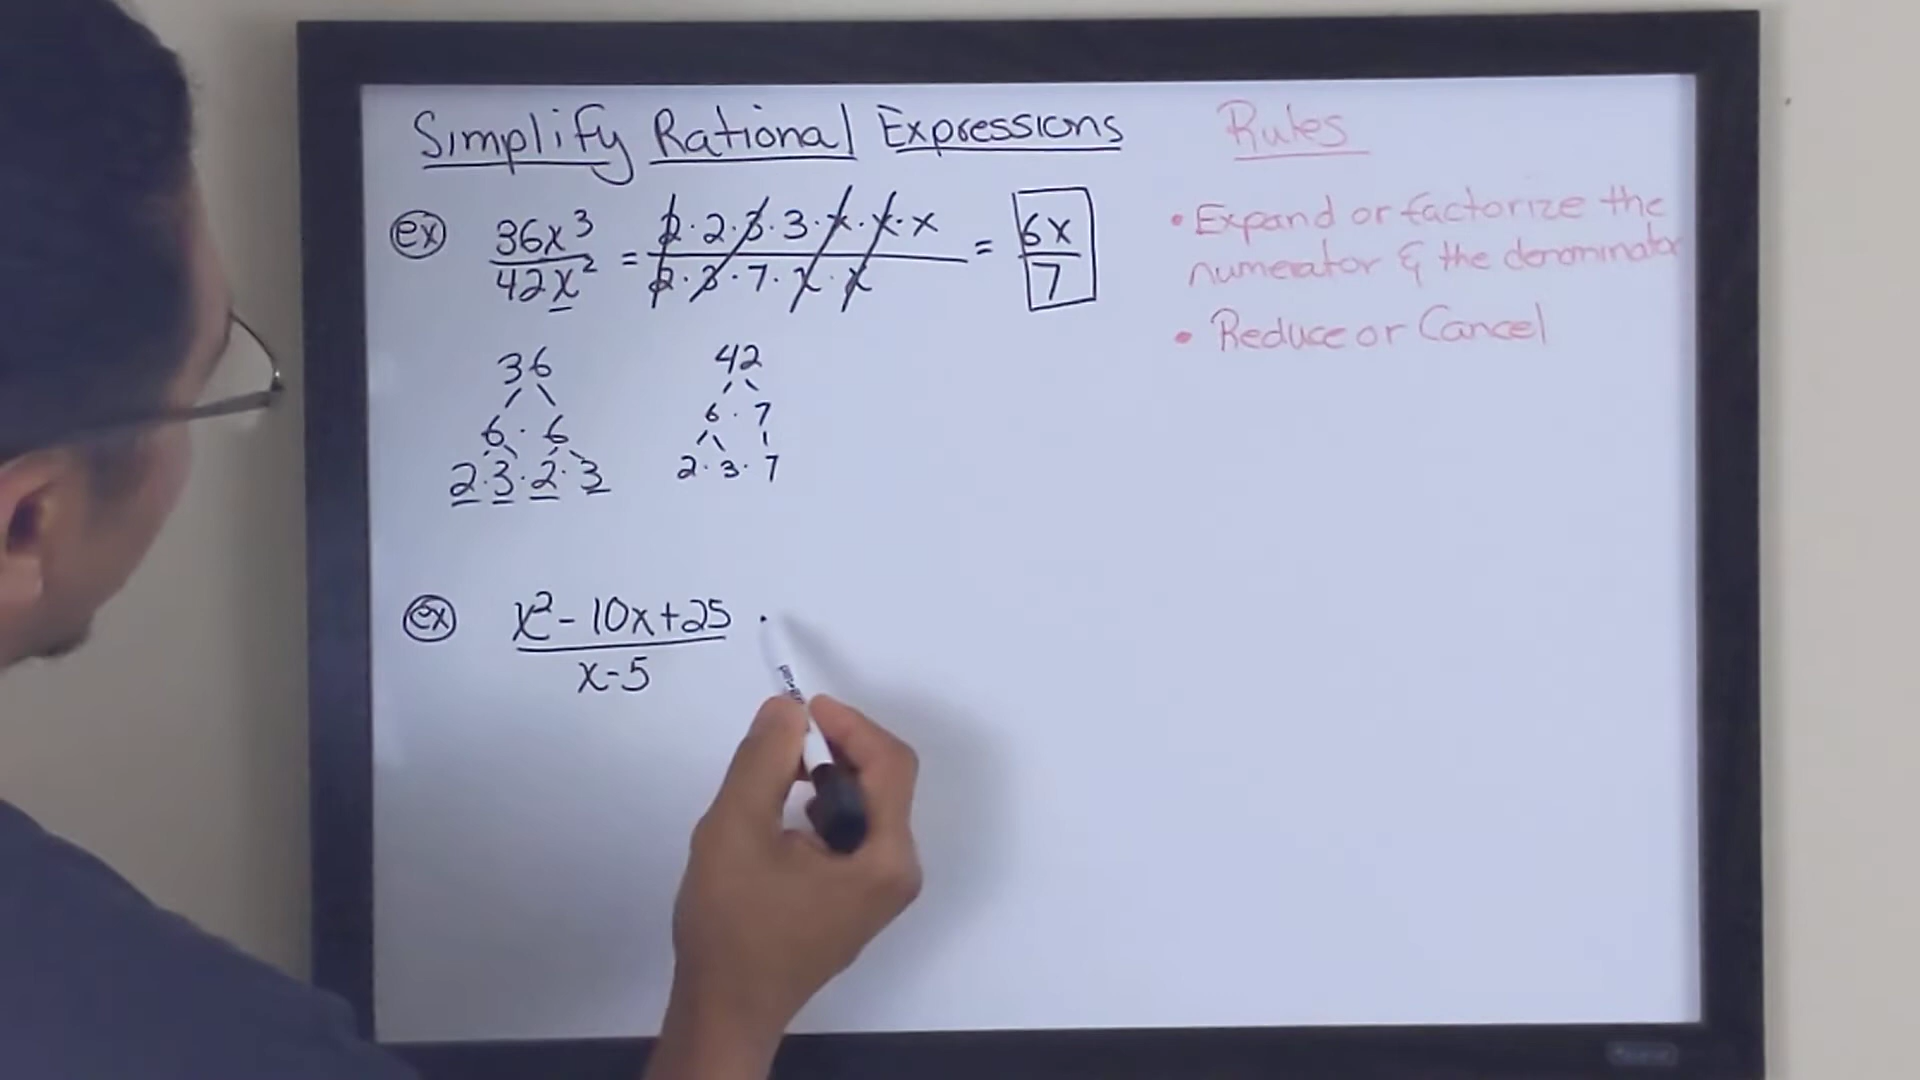 Simplify Rational Expressions
ex 36x³/42x² = 2·2·3·3·x·x·x/2·3·7·x·x = 6x/7
36
6 · 6
2·3·2·3
42
6 · 7
2·3·7
ex x²-10x+25/x-5
Rules
• Expand or factorize the
numerator & the denominator
• Reduce or Cancel